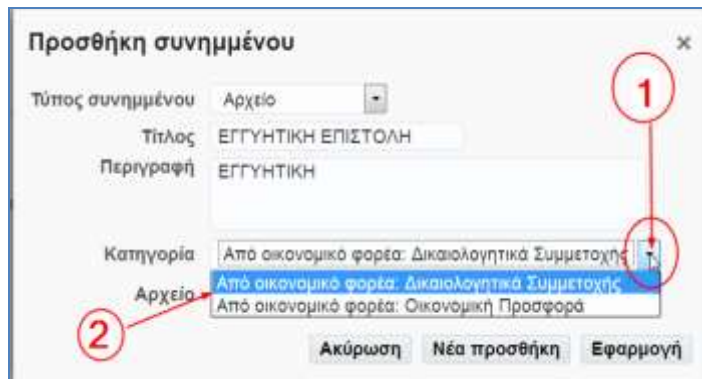 Προσθήκη συνημμένου ×
Τύπος συνημμένου Αρχείο
Τίτλος ΕΓΓΥΗΤΙΚΗ ΕΠΙΣΤΟΛΗ
Περιγραφή ΕΓΓΥΗΤΙΚΗ
1
Κατηγορία Από οικονομικό φορέα: Δικαιολογητικά Συμμετοχής
Από οικονομικό φορέα: Δικαιολογητικά Συμμετοχής
Αρχείο Από οικονομικό φορέα: Οικονομική Προσφορά
2
Ακύρωση Νέα προσθήκη Εφαρμογή